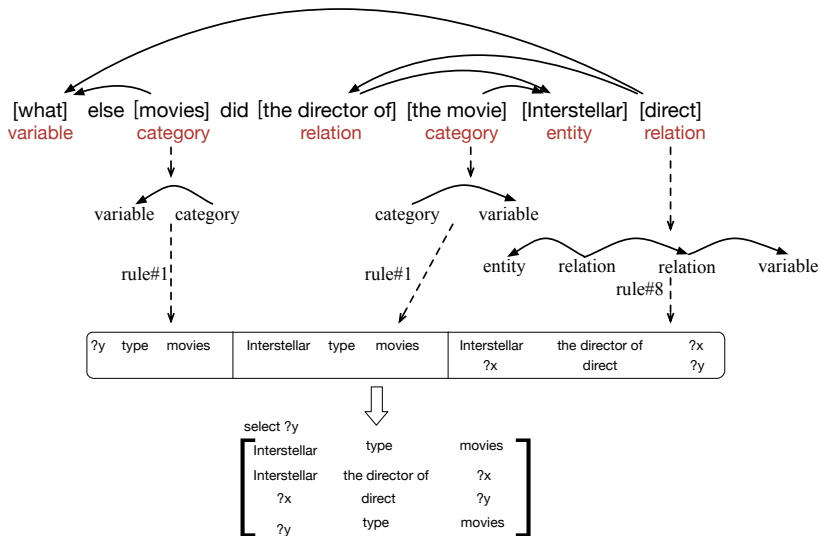 [what] else [movies] did [the director of] [the movie] [Interstellar] [direct]
variable category relation category entity relation
variable category category variable
entity relation relation variable
rule#1 rule#1 rule#8
?y type movies Interstellar type movies Interstellar the director of ?x
?x direct ?y
select ?y
Interstellar type movies
Interstellar the director of ?x
?x direct ?y
?y type movies